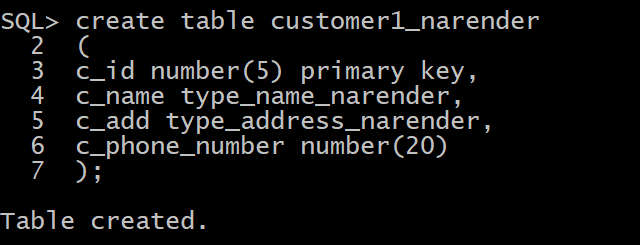 SQL> create table customer1_narender
2 (
3 c_id number(5) primary key,
4 c_name type_name_narender,
5 c_add type_address_narender,
6 c_phone_number number(20)
7 );
Table created.